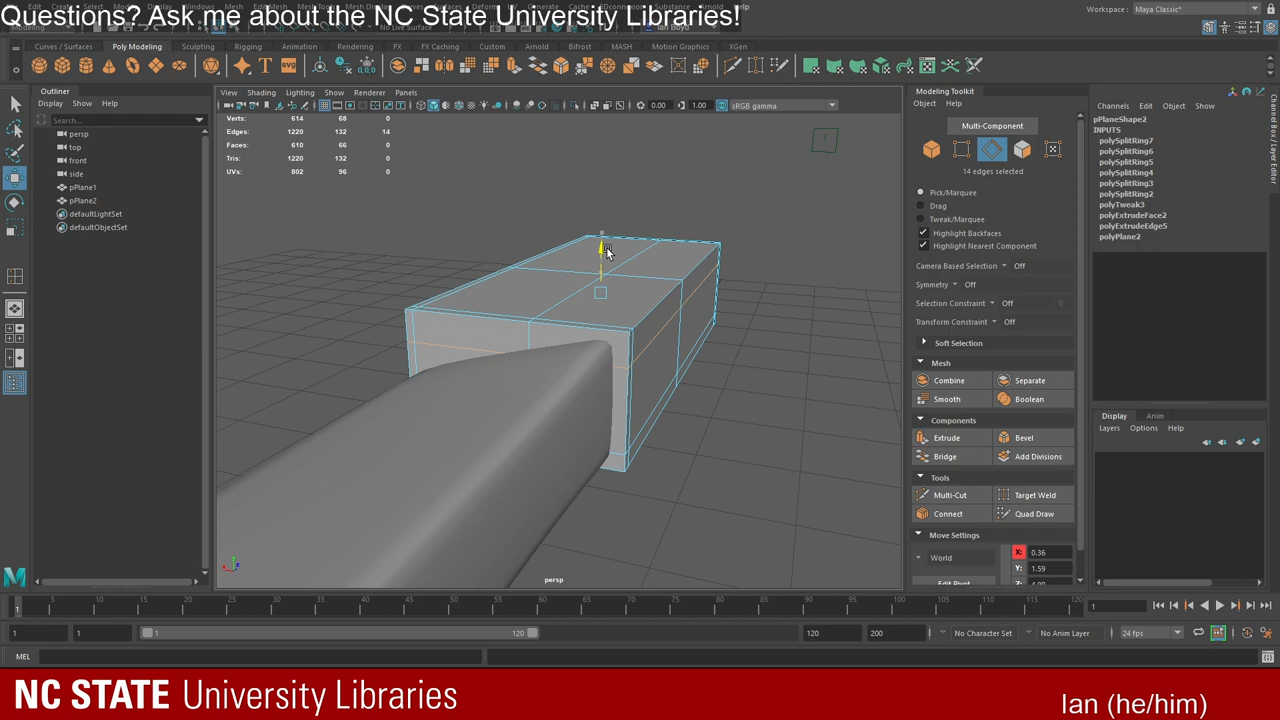 Questions? Ask me about the NC State University Libraries!
Workspace : Maya Classic*
Curves / Surfaces Poly Modeling Sculpting Rigging Animation Rendering FX FX Caching Custom Arnold Bifrost MASH Motion Graphics XGen
Outliner
Display Show Help
Search...
persp
top
front
side
pPlane1
pPlane2
defaultLightSet
defaultObjectSet
View Shading Lighting Show Renderer Panels
0.00 1.00 sRGB gamma
Verts: 614 68 0
Edges: 1220 132 14
Faces: 610 66 0
Tris: 1220 132 0
UVs: 802 96 0
persp
Modeling Toolkit
Object Help
Multi-Component
14 edges selected
Pick/Marquee
Drag
Tweak/Marquee
Highlight Backfaces
Highlight Nearest Component
Camera Based Selection Off
Symmetry Off
Selection Constraint Off 0
Transform Constraint Off
Soft Selection
Mesh
Combine Separate
Smooth Boolean
Components
Extrude Bevel
Bridge Add Divisions
Tools
Multi-Cut Target Weld
Connect Quad Draw
Move Settings
World X: 0.36
Y: 1.59
Channels Edit Object Show
pPlaneShape2
INPUTS
polySplitRing7
polySplitRing6
polySplitRing5
polySplitRing4
polySplitRing3
polySplitRing2
polyTweak3
polyExtrudeFace2
polyExtrudeEdge5
polyPlane2
Channel Box / Layer Editor
Display Anim
Layers Options Help
1 5 10 15 20 25 30 35 40 45 50 55 60 65 70 75 80 85 90 95 100 105 110 115 120 1
1 1 1 120 120 200 No Character Set No Anim Layer 24 fps
MEL
NC STATE University Libraries
Ian (he/him)